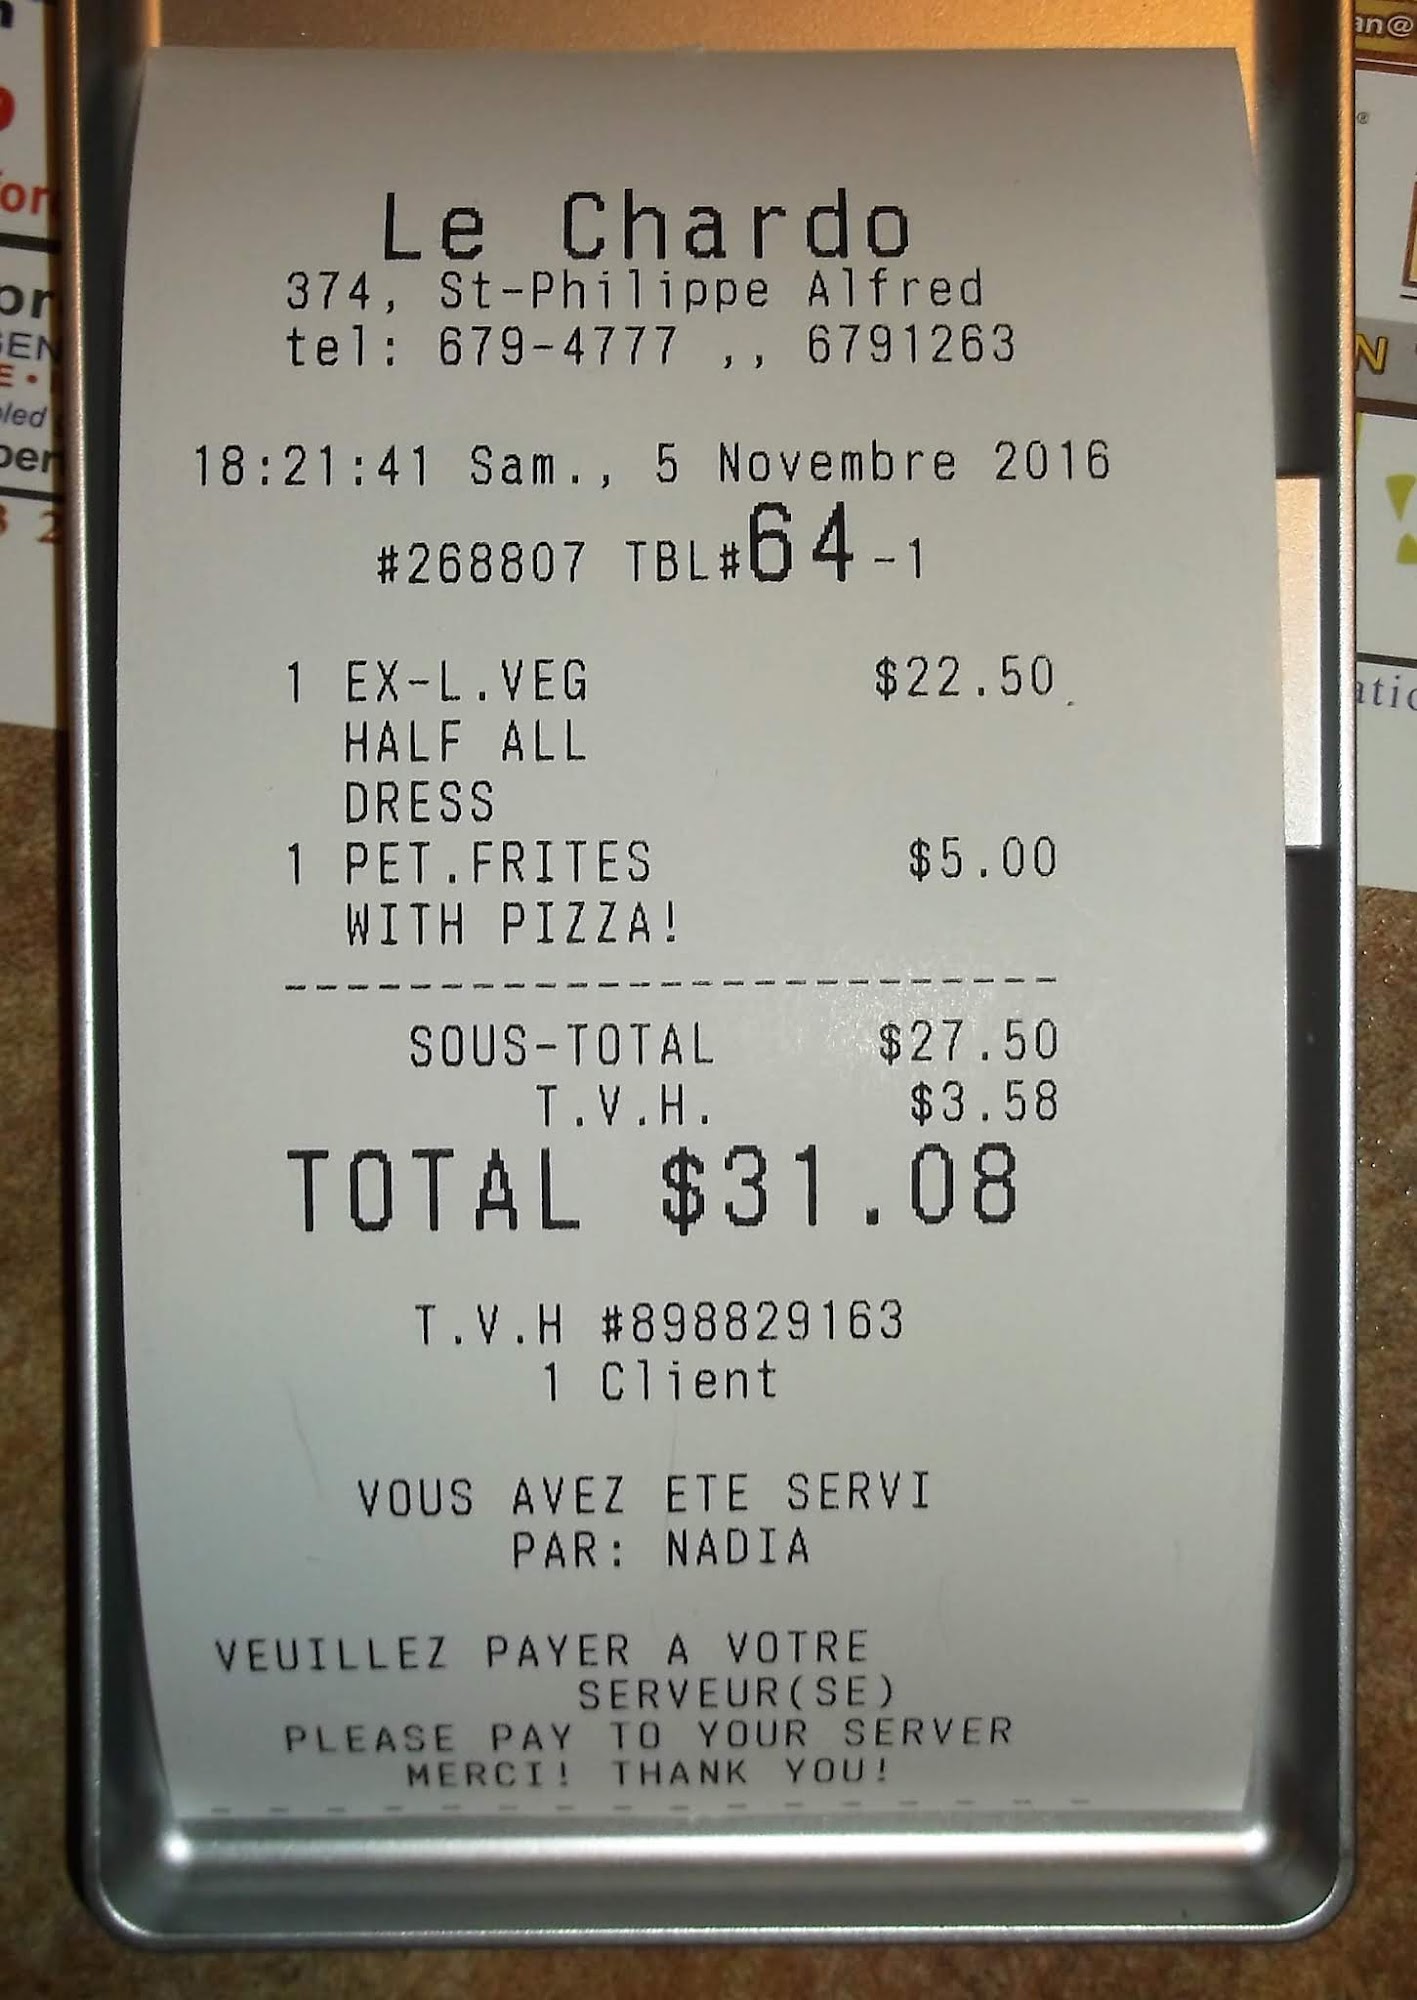 Le Chardo
374, St-Philippe Alfred
tel: 679-4777 ,, 6791263
18:21:41 Sam., 5 Novembre 2016
#268807 TBL#64-1
1 EX-L.VEG $22.50
HALF ALL
DRESS
1 PET.FRITES $5.00
WITH PIZZA!
--------------------------
SOUS-TOTAL $27.50
T.V.H. $3.58
TOTAL $31.08
T.V.H #898829163
1 Client
VOUS AVEZ ETE SERVI
PAR: NADIA
VEUILLEZ PAYER A VOTRE
SERVEUR(SE)
PLEASE PAY TO YOUR SERVER
MERCI! THANK YOU!